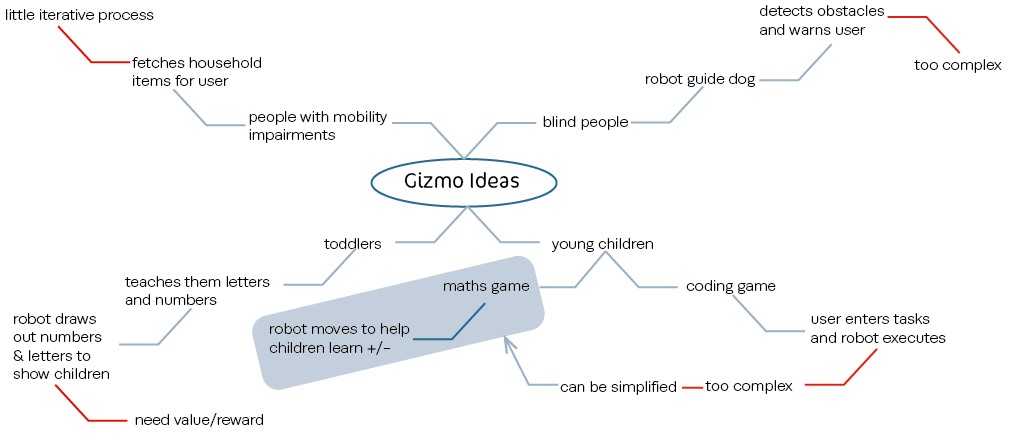 little iterative process
detects obstacles
and warns user
fetches household
items for user
too complex
robot guide dog
people with mobility
impairments
blind people
Gizmo Ideas
toddlers
young children
teaches them letters
and numbers
maths game
coding game
robot draws
out numbers
& letters to
show children
robot moves to help
children learn +/-
user enters tasks
and robot executes
can be simplified
too complex
need value/reward